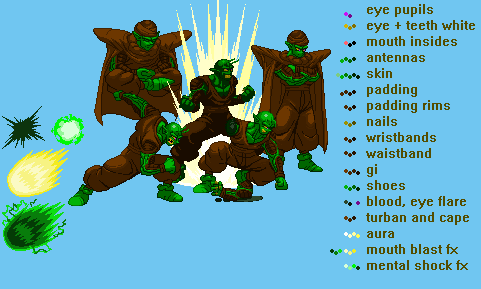 eye pupils
eye + teeth white
mouth insides
antennas
skin
padding
padding rims
nails
wristbands
waistband
gi
shoes
blood, eye flare
turban and cape
aura
mouth blast fx
mental shock fx